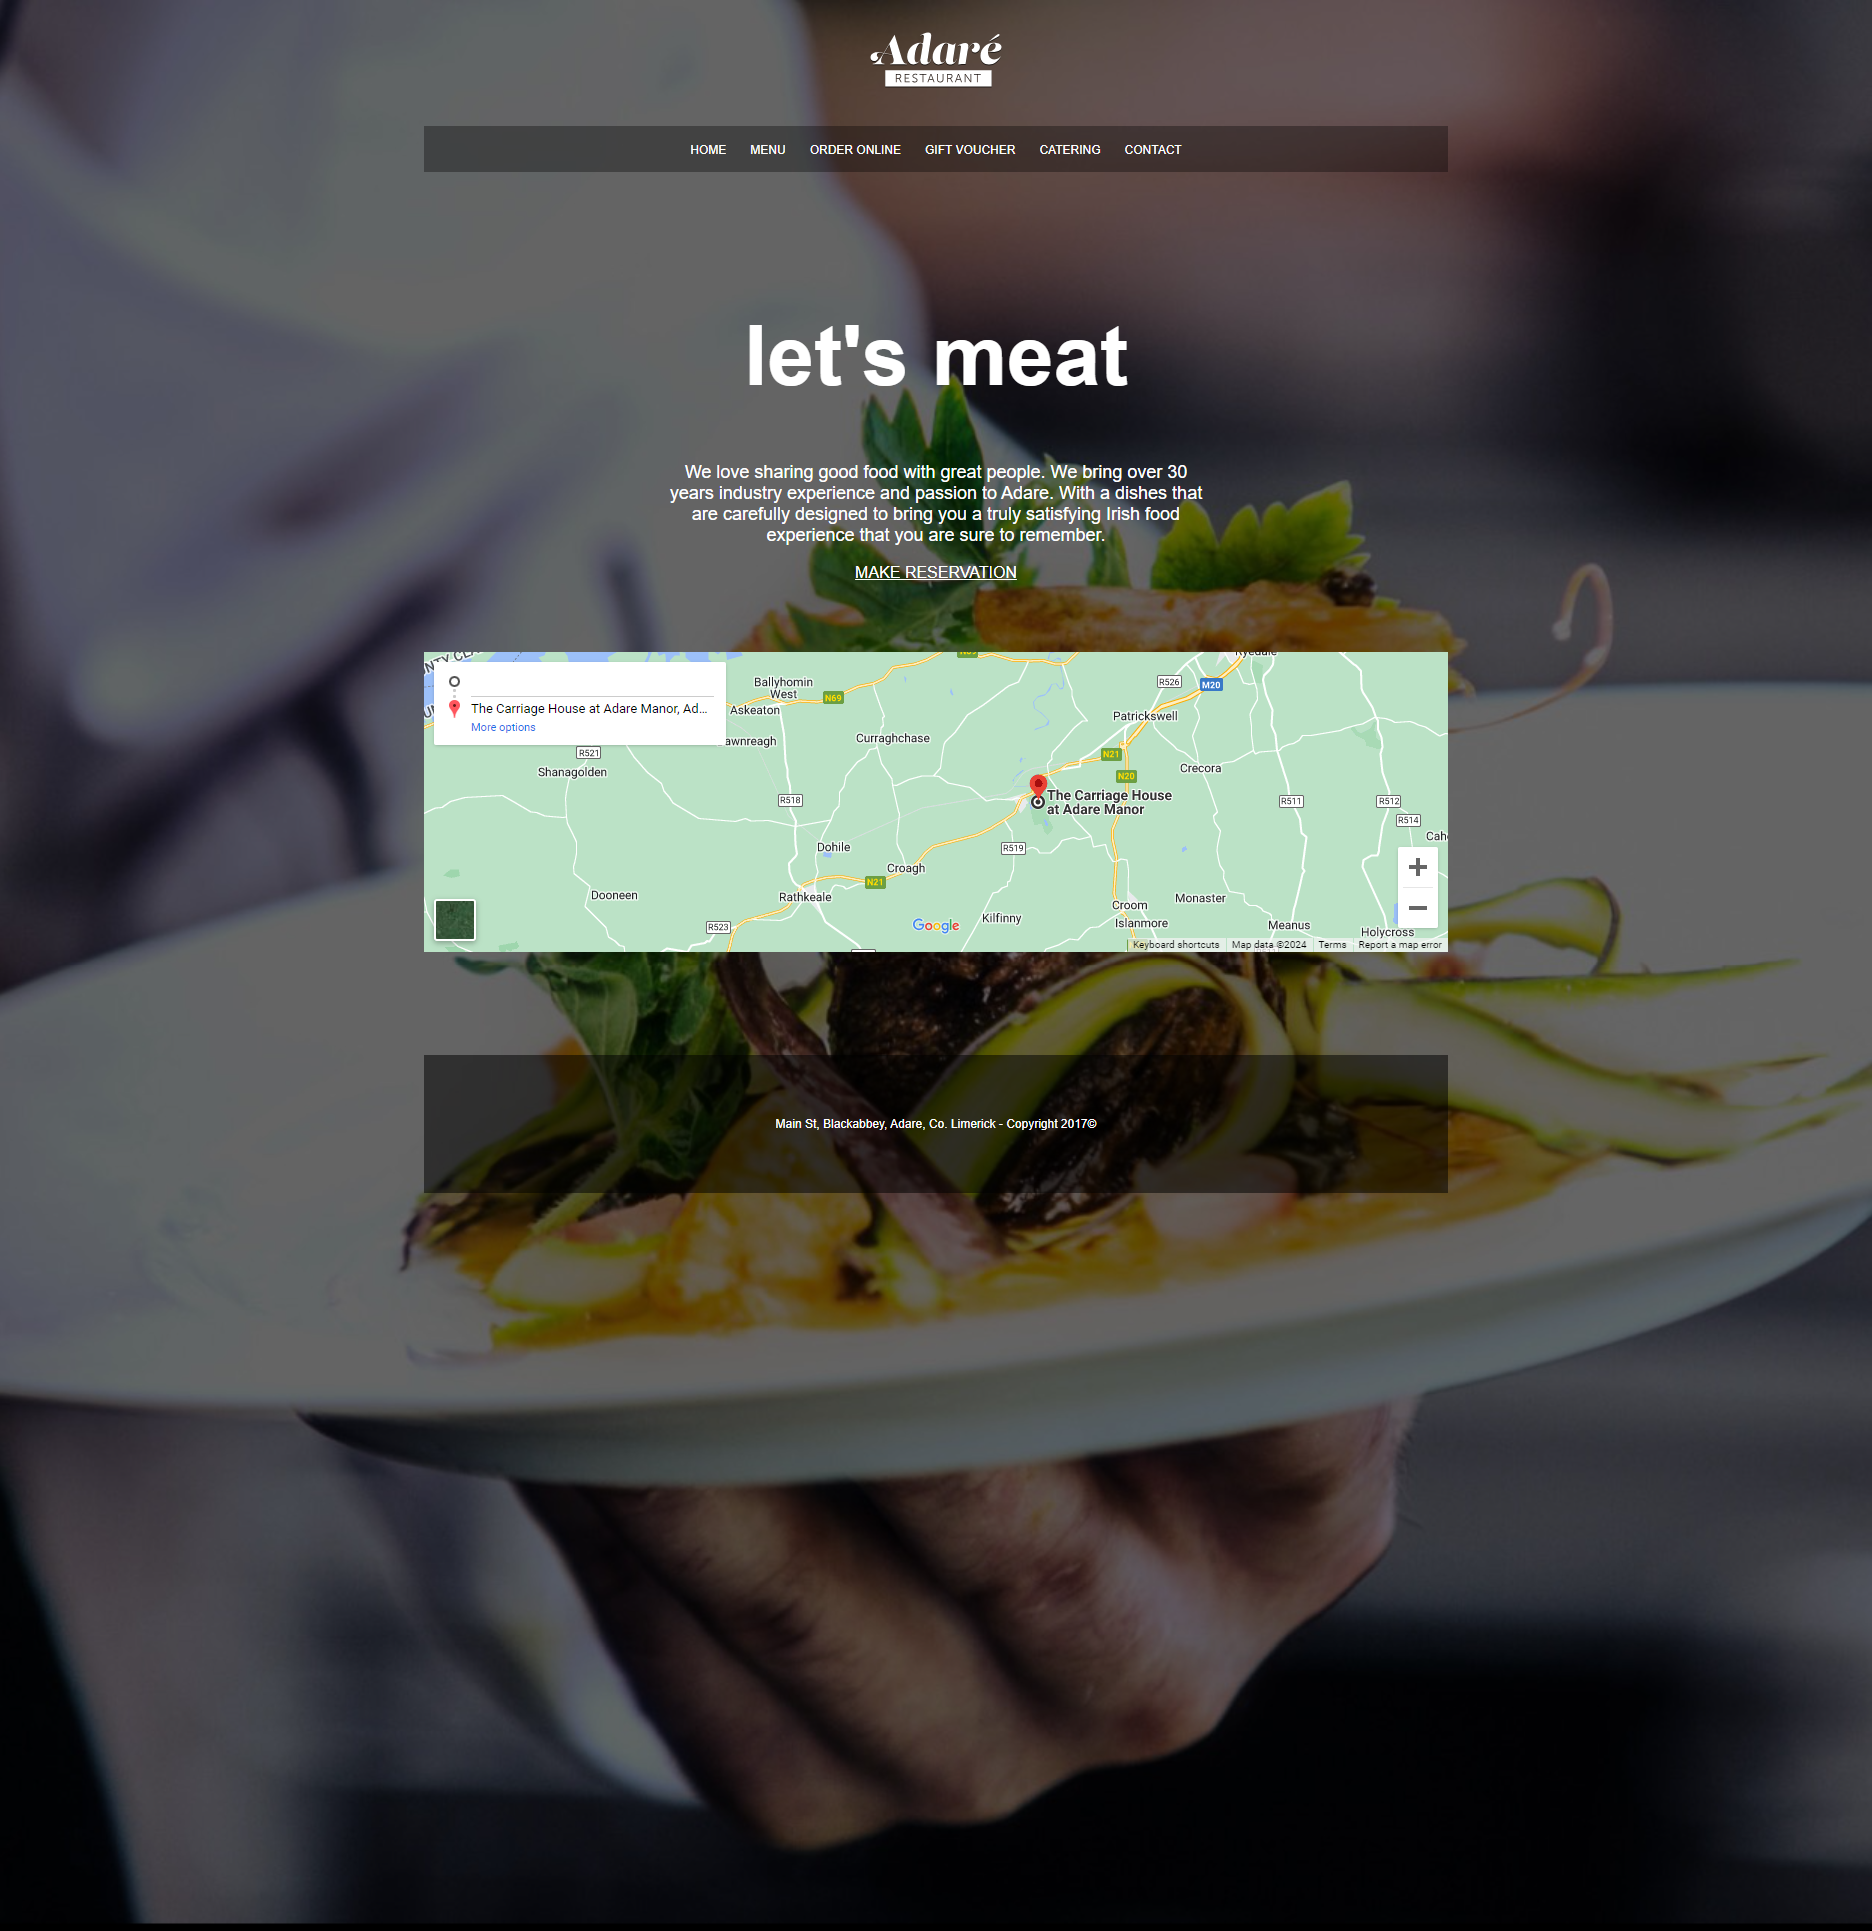 Adaré
RESTAURANT
HOME MENU ORDER ONLINE GIFT VOUCHER CATERING CONTACT
let's meat
We love sharing good food with great people. We bring over 30
years industry experience and passion to Adare. With a dishes that
are carefully designed to bring you a truly satisfying Irish food
experience that you are sure to remember.
MAKE RESERVATION
The Carriage House at Adare Manor, Ad...
More options
Ballyhomin
West
N69
Askeaton
Curraghchase
R521
Shanagolden
R518
R526
M20
Patrickswell
N21
N20
Crecora
The Carriage House
at Adare Manor
R511
R512
R514
Dohile
R519
Croagh
N21
Dooneen
Rathkeale
R523
Google
Kilfinny
Croom
Monaster
Islanmore
Meanus
Holycross
Keyboard shortcuts Map data ©2024 Terms Report a map error
Main St, Blackabbey, Adare, Co. Limerick - Copyright 2017©